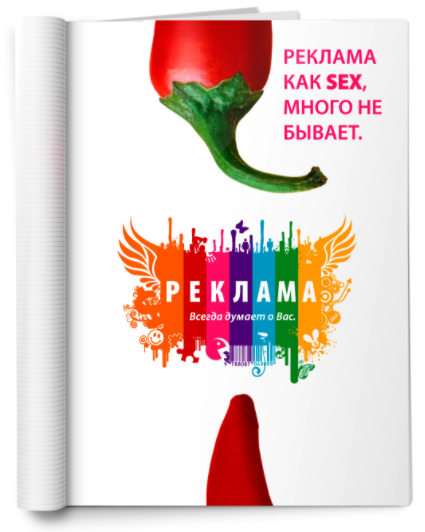 РЕКЛАМА
КАК SEX,
МНОГО НЕ
БЫВАЕТ.
РЕКЛАМА
Всегда думает о Вас.